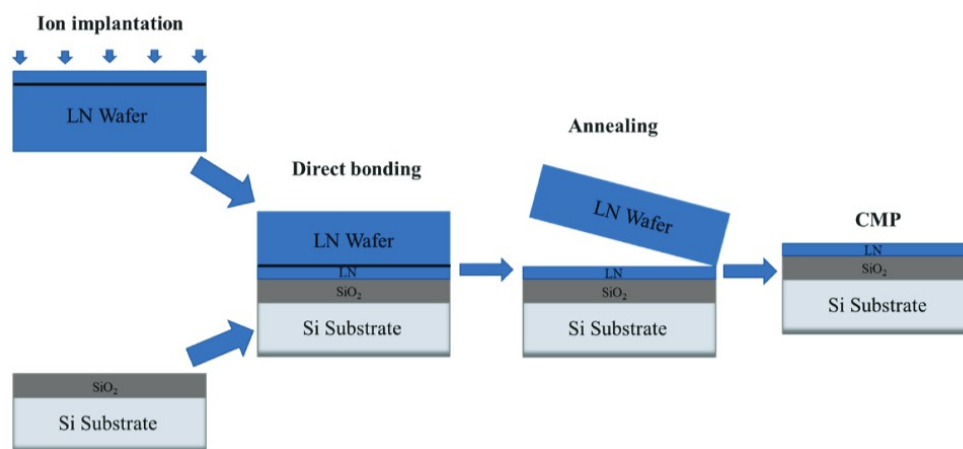 Ion implantation
LN Wafer
SiO₂
Si Substrate
Direct bonding
LN Wafer
LN
SiO₂
Si Substrate
Annealing
LN Wafer
LN
SiO₂
Si Substrate
CMP
LN
SiO₂
Si Substrate